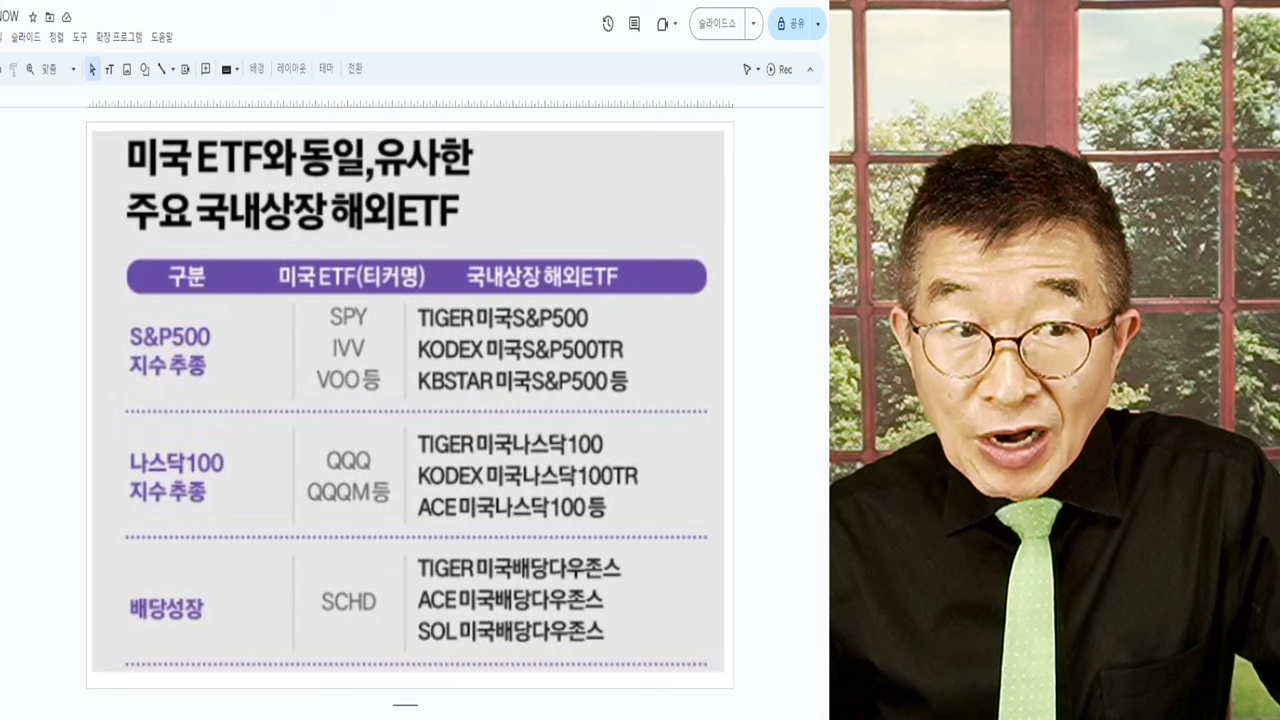 NOW
슬라이드 정렬 도구 확장 프로그램 도움말
슬라이드쇼
공유
맞춤
배경 레이아웃 테마 전환
Rec
미국 ETF와 동일,유사한
주요 국내상장 해외ETF
구분 미국 ETF(티커명) 국내상장 해외ETF
S&P500
지수 추종
SPY
IVV
VOO 등
TIGER 미국S&P500
KODEX 미국S&P500TR
KBSTAR 미국S&P500 등
나스닥100
지수 추종
QQQ
QQQM 등
TIGER 미국나스닥100
KODEX 미국나스닥100TR
ACE 미국나스닥100 등
배당성장
SCHD
TIGER 미국배당다우존스
ACE 미국배당다우존스
SOL 미국배당다우존스